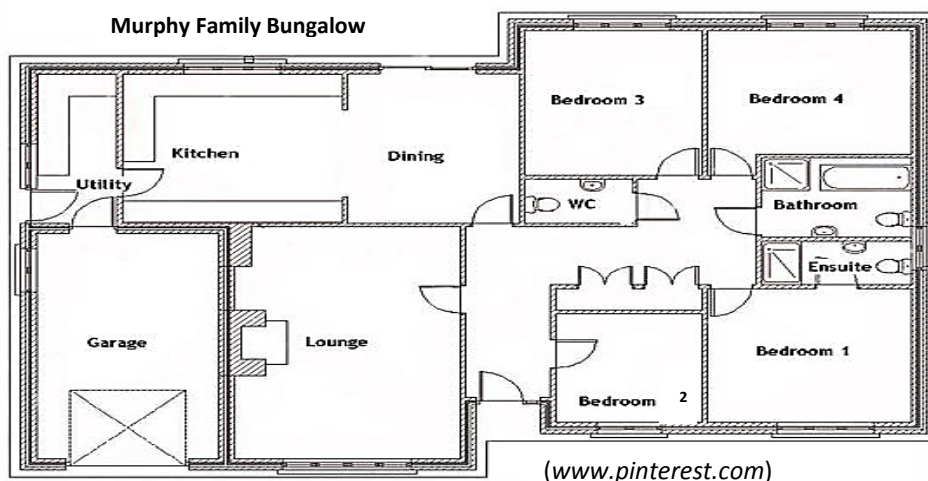 Murphy Family Bungalow
Bedroom 3
Bedroom 4
Kitchen
Dining
Utility
WC
Bathroom
Ensuite
Garage
Lounge
Bedroom 1
Bedroom 2
(www.pinterest.com)